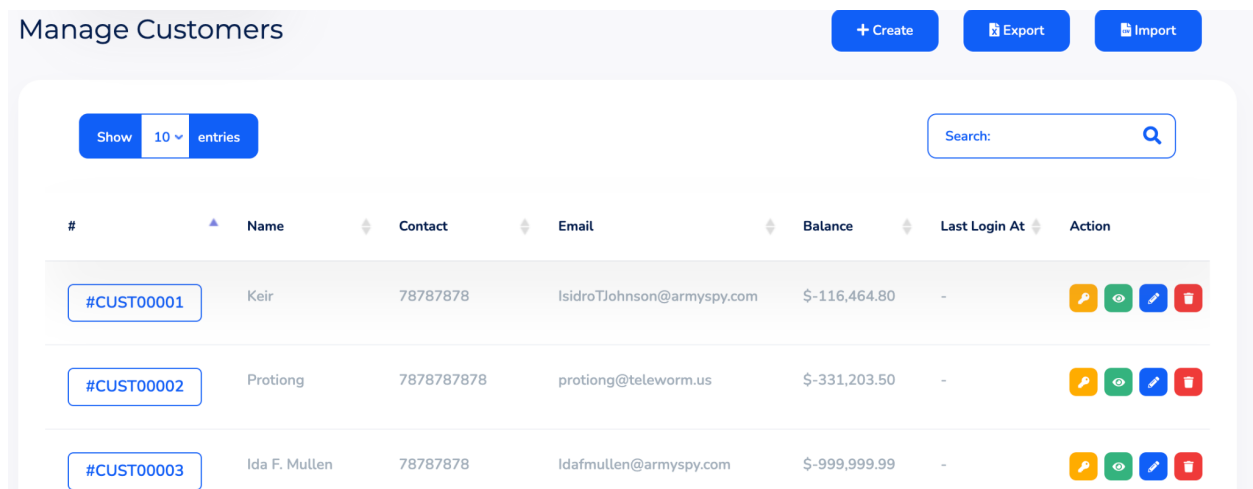 Manage Customers
Create
Export
Import
Show 10 entries
Search:
# Name Contact Email Balance Last Login At Action
#CUST00001 Keir 78787878 IsidroTJohnson@armyspy.com $-116,464.80 -
#CUST00002 Protiong 7878787878 protiong@teleworm.us $-331,203.50 -
#CUST00003 Ida F. Mullen 78787878 Idafmullen@armyspy.com $-999,999.99 -